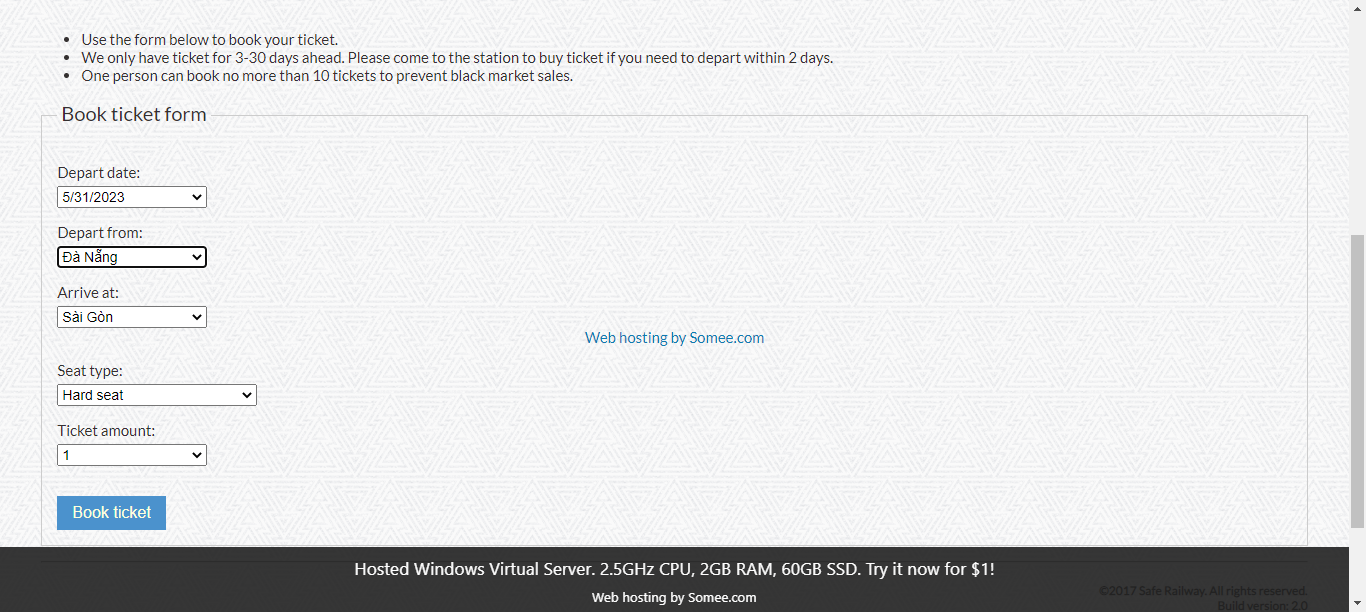 Use the form below to book your ticket.
We only have ticket for 3-30 days ahead. Please come to the station to buy ticket if you need to depart within 2 days.
One person can book no more than 10 tickets to prevent black market sales.
Book ticket form
Depart date:
5/31/2023
Depart from:
Đà Nẵng
Arrive at:
Sài Gòn
Web hosting by Somee.com
Seat type:
Hard seat
Ticket amount:
1
Book ticket
Hosted Windows Virtual Server. 2.5GHz CPU, 2GB RAM, 60GB SSD. Try it now for $1!
©2017 Safe Railway. All rights reserved.
Web hosting by Somee.com
Build version: 2.0